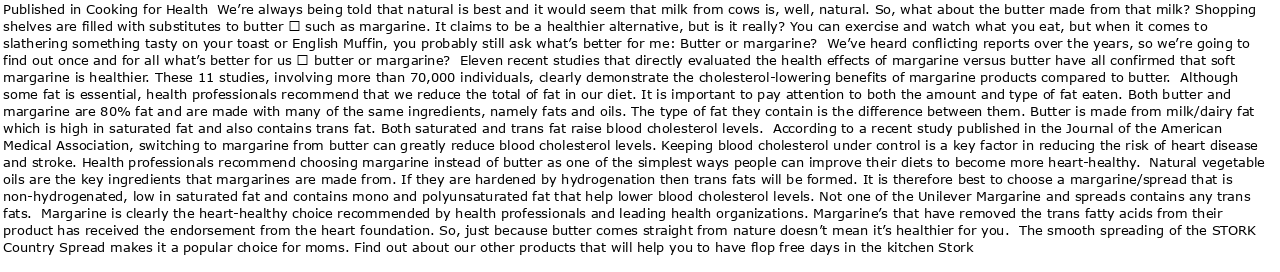 Published in Cooking for Health  We’re always being told that natural is best and it would seem that milk from cows is, well, natural. So, what about the butter made from that milk? Shopping
shelves are filled with substitutes to butter □ such as margarine. It claims to be a healthier alternative, but is it really? You can exercise and watch what you eat, but when it comes to
slathering something tasty on your toast or English Muffin, you probably still ask what’s better for me: Butter or margarine?  We’ve heard conflicting reports over the years, so we’re going to
find out once and for all what’s better for us □ butter or margarine?  Eleven recent studies that directly evaluated the health effects of margarine versus butter have all confirmed that soft
margarine is healthier. These 11 studies, involving more than 70,000 individuals, clearly demonstrate the cholesterol-lowering benefits of margarine products compared to butter.  Although
some fat is essential, health professionals recommend that we reduce the total of fat in our diet. It is important to pay attention to both the amount and type of fat eaten. Both butter and
margarine are 80% fat and are made with many of the same ingredients, namely fats and oils. The type of fat they contain is the difference between them. Butter is made from milk/dairy fat
which is high in saturated fat and also contains trans fat. Both saturated and trans fat raise blood cholesterol levels.  According to a recent study published in the Journal of the American
Medical Association, switching to margarine from butter can greatly reduce blood cholesterol levels. Keeping blood cholesterol under control is a key factor in reducing the risk of heart disease
and stroke. Health professionals recommend choosing margarine instead of butter as one of the simplest ways people can improve their diets to become more heart-healthy.  Natural vegetable
oils are the key ingredients that margarines are made from. If they are hardened by hydrogenation then trans fats will be formed. It is therefore best to choose a margarine/spread that is
non-hydrogenated, low in saturated fat and contains mono and polyunsaturated fat that help lower blood cholesterol levels. Not one of the Unilever Margarine and spreads contains any trans
fats.  Margarine is clearly the heart-healthy choice recommended by health professionals and leading health organizations. Margarine’s that have removed the trans fatty acids from their
product has received the endorsement from the heart foundation. So, just because butter comes straight from nature doesn’t mean it’s healthier for you.  The smooth spreading of the STORK
Country Spread makes it a popular choice for moms. Find out about our other products that will help you to have flop free days in the kitchen Stork